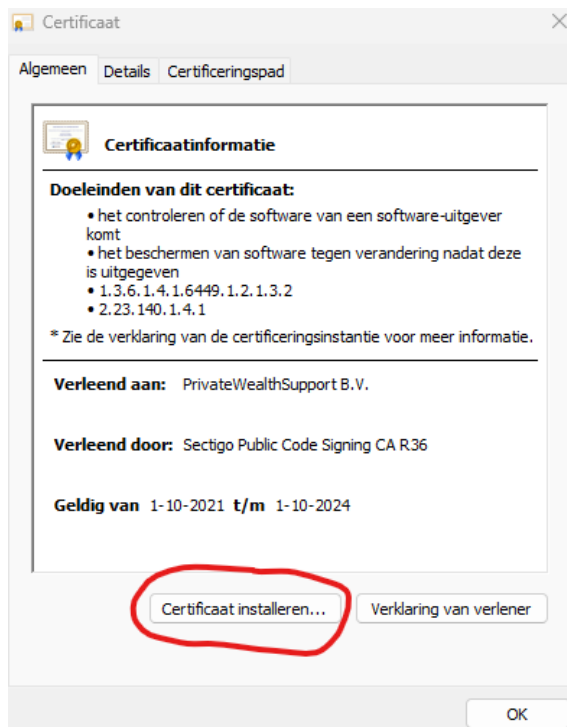 Certificaat
Algemeen Details Certificeringspad
Certificaatinformatie
Doeleinden van dit certificaat:
• het controleren of de software van een software-uitgever
komt
• het beschermen van software tegen verandering nadat deze
is uitgegeven
• 1.3.6.1.4.1.6449.1.2.1.3.2
• 2.23.140.1.4.1
* Zie de verklaring van de certificeringsinstantie voor meer informatie.
Verleend aan: PrivateWealthSupport B.V.
Verleend door: Sectigo Public Code Signing CA R36
Geldig van 1-10-2021 t/m 1-10-2024
Certificaat installeren... Verklaring van verlener
OK